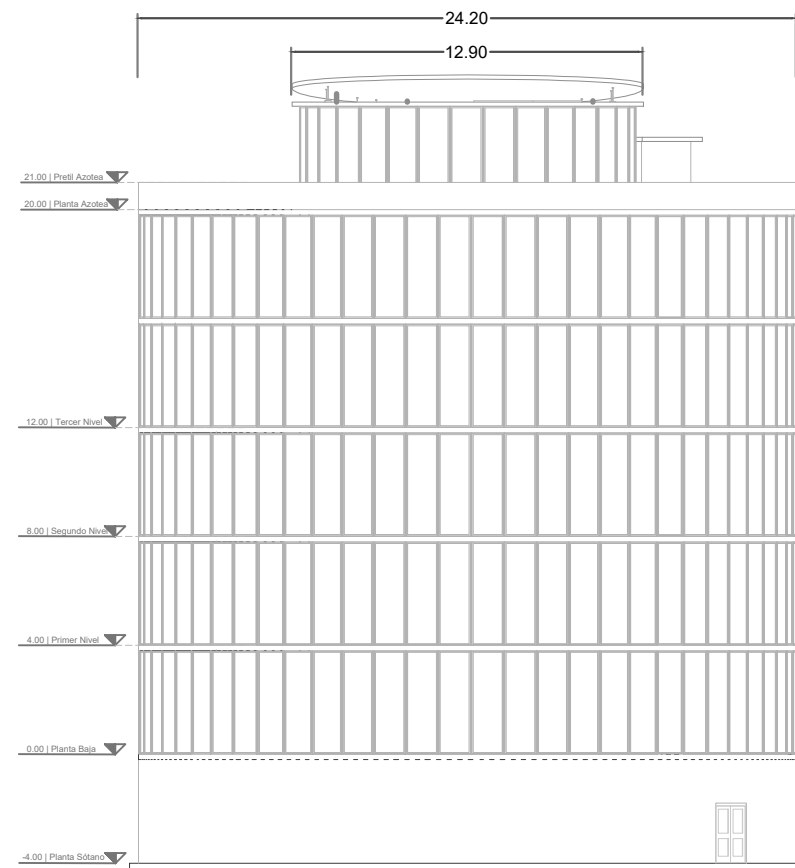 24.20
12.90
21.00 | Pretil Azotea
20.00 | Planta Azotea
12.00 | Tercer Nivel
8.00 | Segundo Nivel
4.00 | Primer Nivel
0.00 | Planta Baja
-4.00 | Planta Sótano